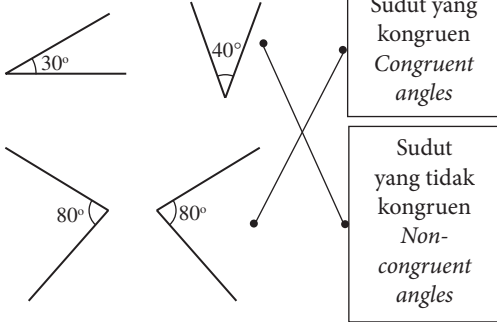 30°
40°
80°
80°
Sudut yang
kongruen
Congruent
angles
Sudut
yang tidak
kongruen
Non-
congruent
angles